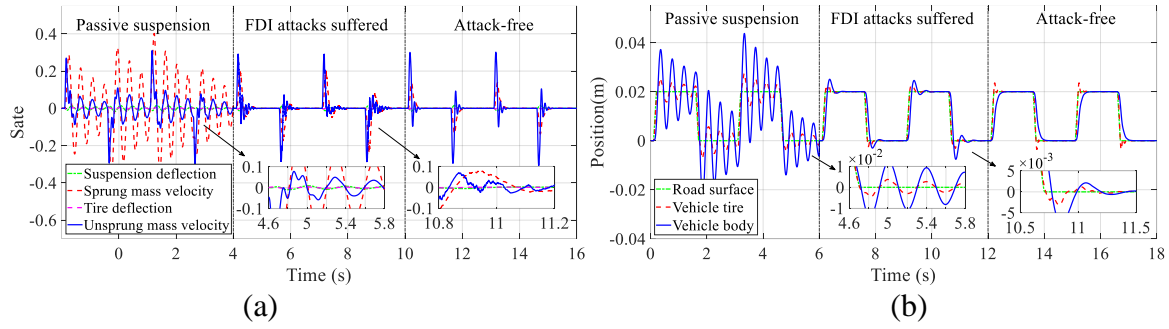 (a)
Passive suspension FDI attacks suffered Attack-free
0.4
0.2
0
-0.2
-0.4
-0.6
Sate
Suspension deflection
Sprung mass velocity
Tire deflection
Unsprung mass velocity
0.1
0
-0.1
4.6 5 5.4 5.8
0.1
0
-0.1
10.8 11 11.2
0 2 4 6 8 10 12 14 16
Time (s)
(b)
Passive suspension FDI attacks suffered Attack-free
0.04
0.02
0
-0.02
-0.04
Position(m)
Road surface
Vehicle tire
Vehicle body
×10⁻²
1
0
-1
4.6 5 5.4 5.8
×10⁻³
5
0
-5
10.5 11 11.5
0 2 4 6 8 10 12 14 16 18
Time (s)